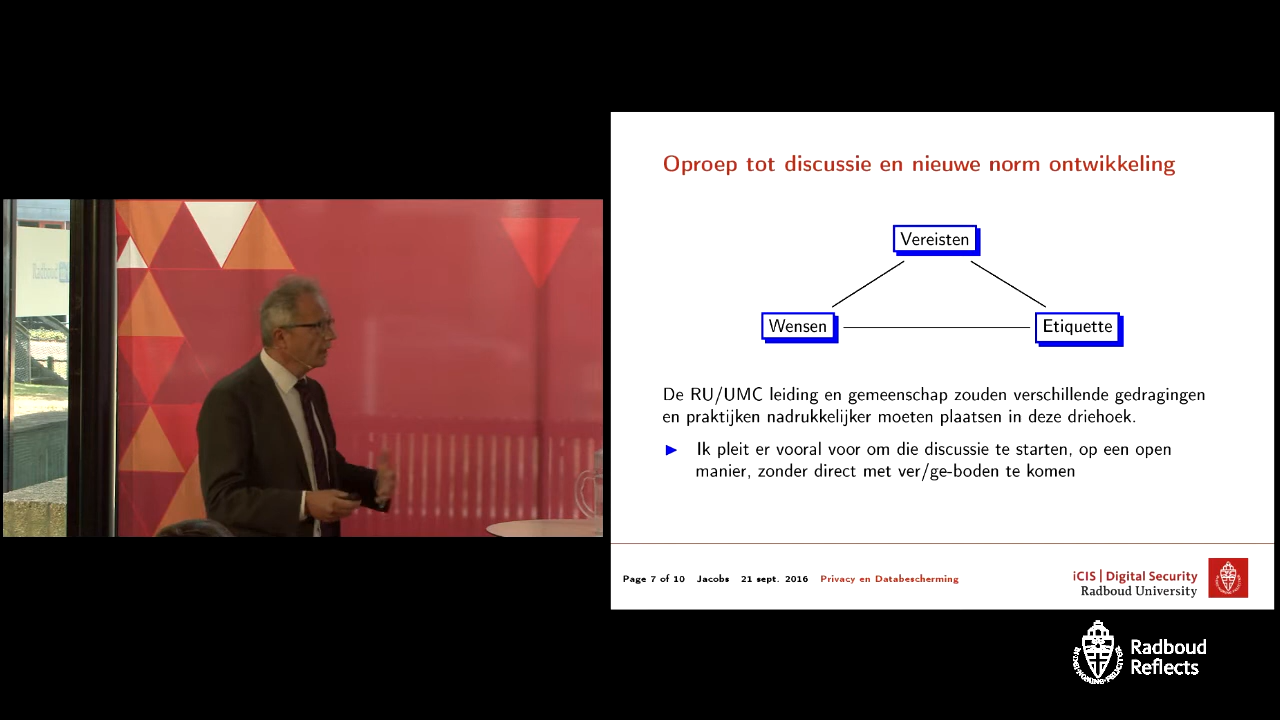 Radboud
Oproep tot discussie en nieuwe norm ontwikkeling
Vereisten
Wensen
Etiquette
De RU/UMC leiding en gemeenschap zouden verschillende gedragingen
en praktijken nadrukkelijker moeten plaatsen in deze driehoek.
Ik pleit er vooral voor om die discussie te starten, op een open
manier, zonder direct met ver/ge-boden te komen
Page 7 of 10 Jacobs 21 sept. 2016 Privacy en Databescherming
iCIS | Digital Security
Radboud University
Radboud
Reflects